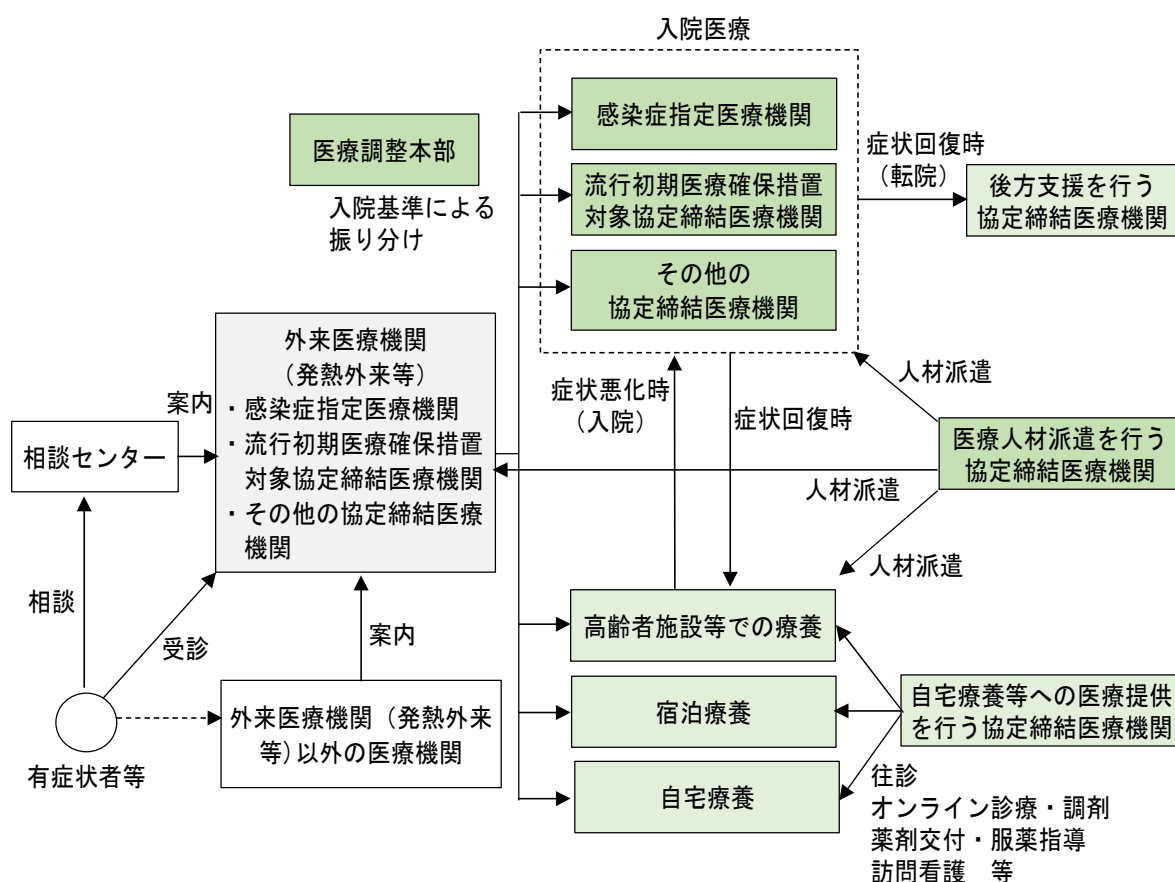 入院医療
感染症指定医療機関
医療調整本部
入院基準による
振り分け
流行初期医療確保措置
対象協定締結医療機関
その他の
協定締結医療機関
症状回復時
（転院）
後方支援を行う
協定締結医療機関
外来医療機関
（発熱外来等）
・感染症指定医療機関
・流行初期医療確保措置
対象協定締結医療機関
・その他の協定締結医療
機関
案内
相談センター
症状悪化時
（入院）
症状回復時
人材派遣
医療人材派遣を行う
協定締結医療機関
人材派遣
人材派遣
相談
受診
案内
有症状者等
外来医療機関（発熱外来
等）以外の医療機関
高齢者施設等での療養
宿泊療養
自宅療養
自宅療養等への医療提供
を行う協定締結医療機関
往診
オンライン診療・調剤
薬剤交付・服薬指導
訪問看護　等